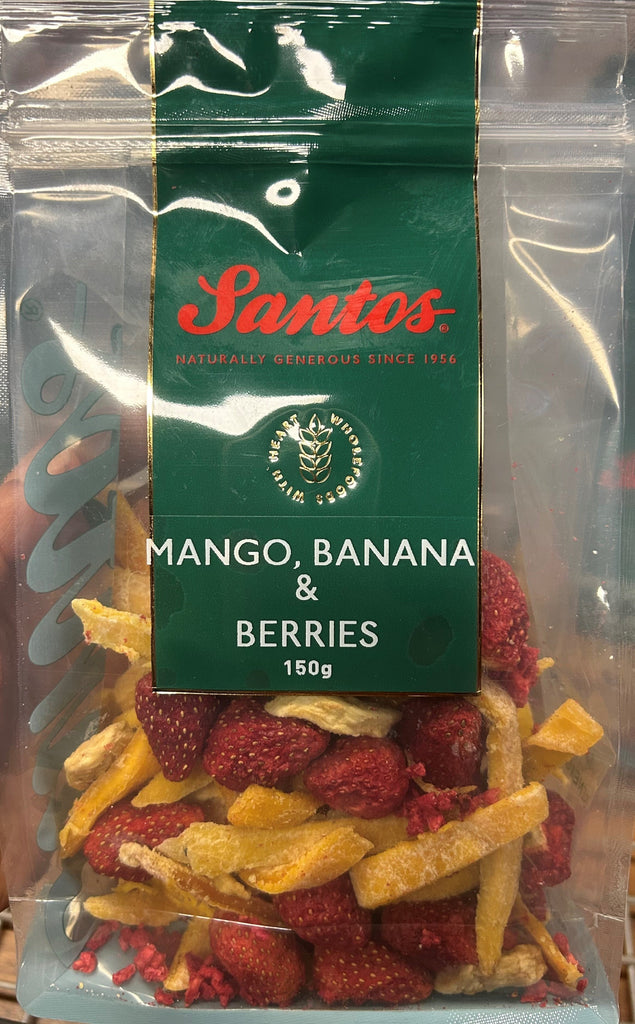 Santos®
NATURALLY GENEROUS SINCE 1956
WHOLEFOODS WITH HEART
MANGO, BANANA
&
BERRIES
150g